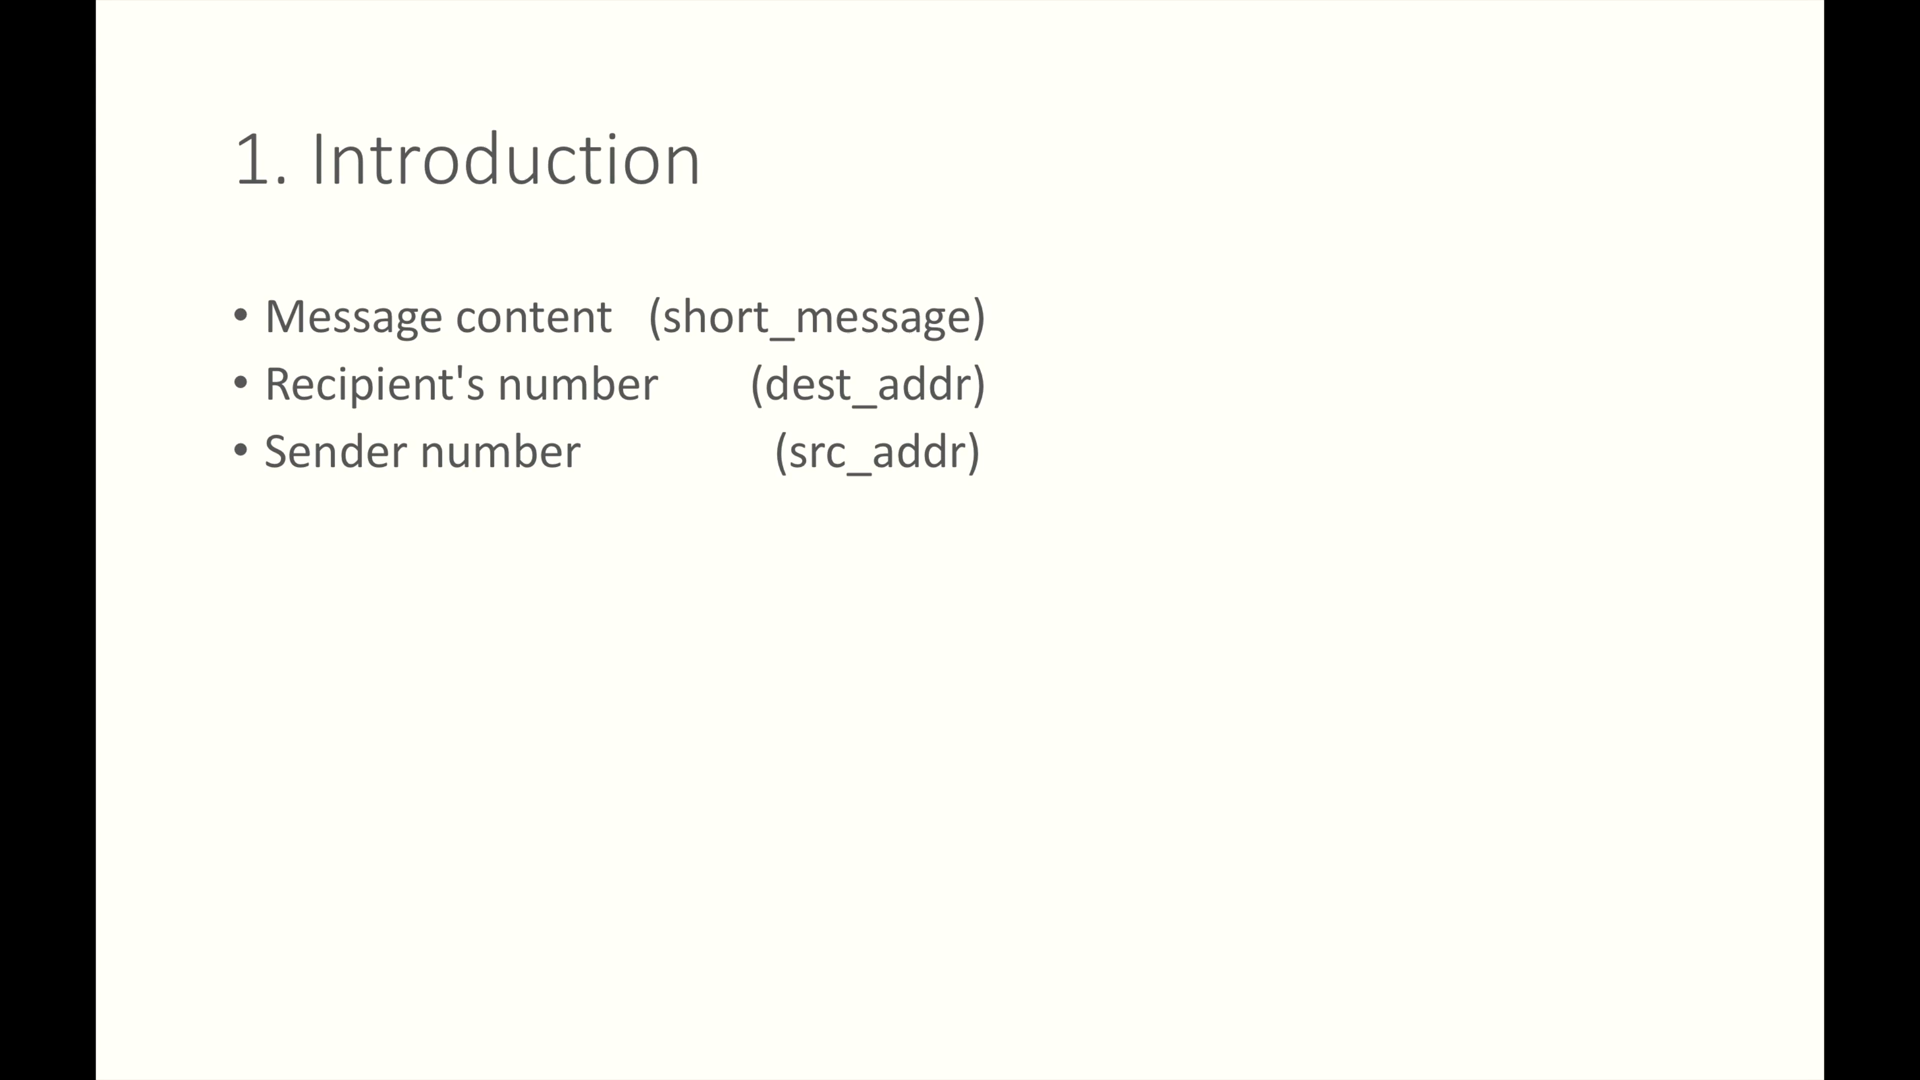 1. Introduction
• Message content (short_message)
• Recipient's number (dest_addr)
• Sender number (src_addr)